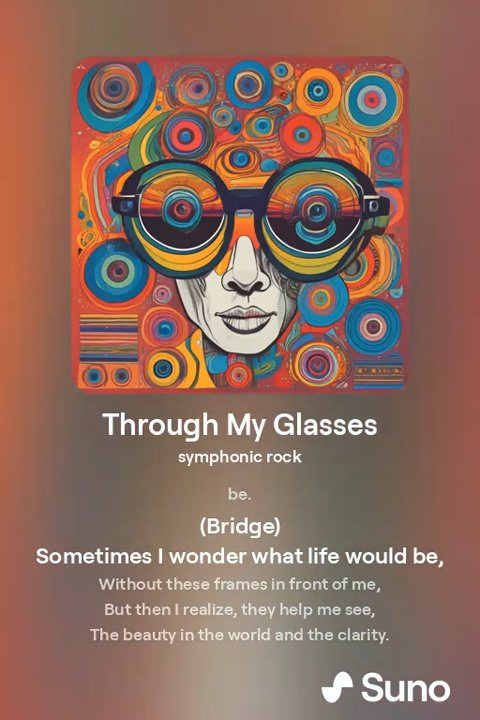 Through My Glasses
symphonic rock
be.
(Bridge)
Sometimes I wonder what life would be,
Without these frames in front of me,
But then I realize, they help me see,
The beauty in the world and the clarity.
Suno